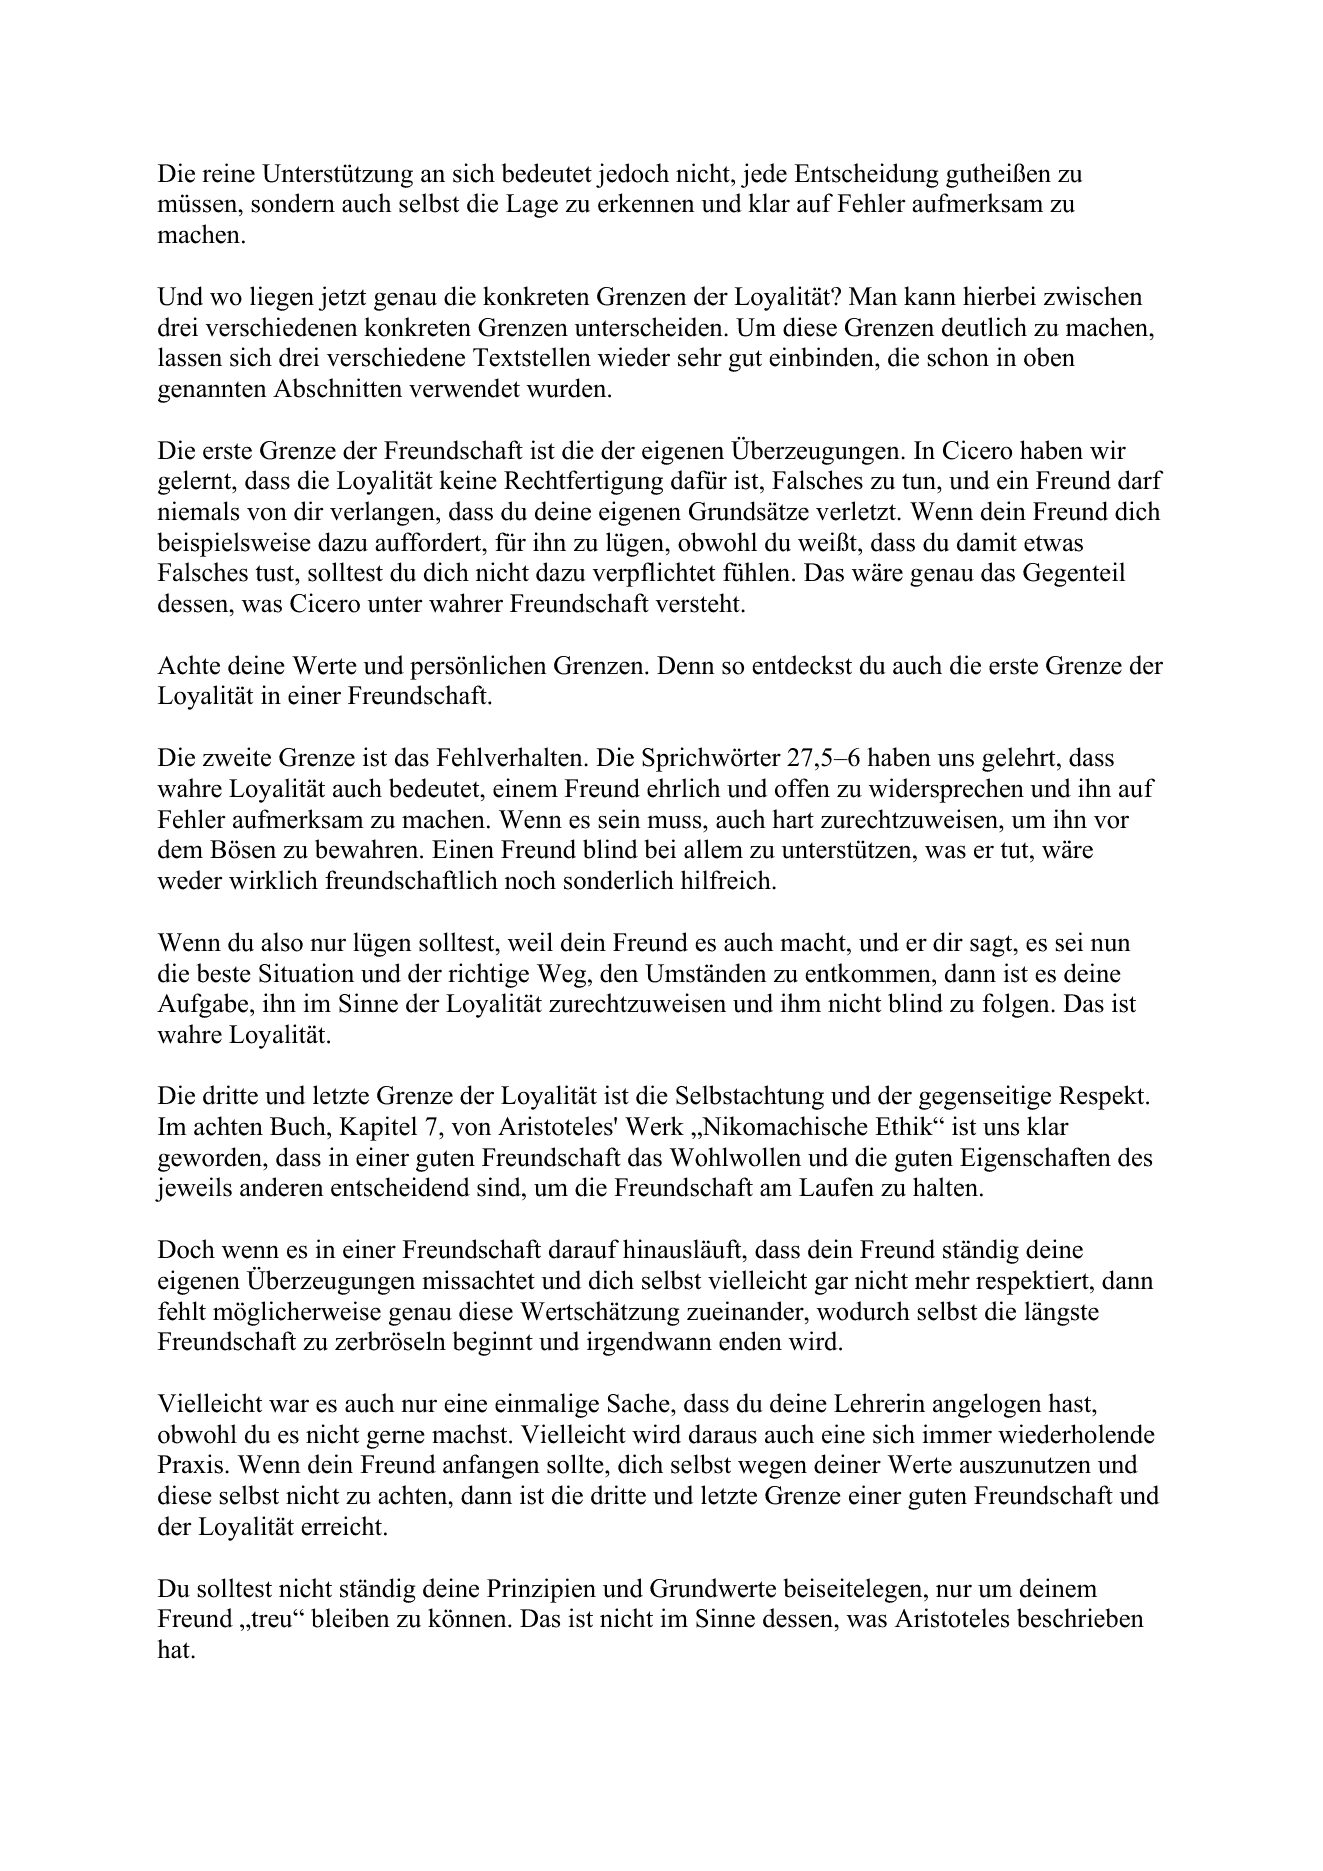 Die reine Unterstützung an sich bedeutet jedoch nicht, jede Entscheidung gutheißen zu
müssen, sondern auch selbst die Lage zu erkennen und klar auf Fehler aufmerksam zu
machen.
Und wo liegen jetzt genau die konkreten Grenzen der Loyalität? Man kann hierbei zwischen
drei verschiedenen konkreten Grenzen unterscheiden. Um diese Grenzen deutlich zu machen,
lassen sich drei verschiedene Textstellen wieder sehr gut einbinden, die schon in oben
genannten Abschnitten verwendet wurden.
Die erste Grenze der Freundschaft ist die der eigenen Überzeugungen. In Cicero haben wir
gelernt, dass die Loyalität keine Rechtfertigung dafür ist, Falsches zu tun, und ein Freund darf
niemals von dir verlangen, dass du deine eigenen Grundsätze verletzt. Wenn dein Freund dich
beispielsweise dazu auffordert, für ihn zu lügen, obwohl du weißt, dass du damit etwas
Falsches tust, solltest du dich nicht dazu verpflichtet fühlen. Das wäre genau das Gegenteil
dessen, was Cicero unter wahrer Freundschaft versteht.
Achte deine Werte und persönlichen Grenzen. Denn so entdeckst du auch die erste Grenze der
Loyalität in einer Freundschaft.
Die zweite Grenze ist das Fehlverhalten. Die Sprichwörter 27,5–6 haben uns gelehrt, dass
wahre Loyalität auch bedeutet, einem Freund ehrlich und offen zu widersprechen und ihn auf
Fehler aufmerksam zu machen. Wenn es sein muss, auch hart zurechtzuweisen, um ihn vor
dem Bösen zu bewahren. Einen Freund blind bei allem zu unterstützen, was er tut, wäre
weder wirklich freundschaftlich noch sonderlich hilfreich.
Wenn du also nur lügen solltest, weil dein Freund es auch macht, und er dir sagt, es sei nun
die beste Situation und der richtige Weg, den Umständen zu entkommen, dann ist es deine
Aufgabe, ihn im Sinne der Loyalität zurechtzuweisen und ihm nicht blind zu folgen. Das ist
wahre Loyalität.
Die dritte und letzte Grenze der Loyalität ist die Selbstachtung und der gegenseitige Respekt.
Im achten Buch, Kapitel 7, von Aristoteles' Werk „Nikomachische Ethik“ ist uns klar
geworden, dass in einer guten Freundschaft das Wohlwollen und die guten Eigenschaften des
jeweils anderen entscheidend sind, um die Freundschaft am Laufen zu halten.
Doch wenn es in einer Freundschaft darauf hinausläuft, dass dein Freund ständig deine
eigenen Überzeugungen missachtet und dich selbst vielleicht gar nicht mehr respektiert, dann
fehlt möglicherweise genau diese Wertschätzung zueinander, wodurch selbst die längste
Freundschaft zu zerbröseln beginnt und irgendwann enden wird.
Vielleicht war es auch nur eine einmalige Sache, dass du deine Lehrerin angelogen hast,
obwohl du es nicht gerne machst. Vielleicht wird daraus auch eine sich immer wiederholende
Praxis. Wenn dein Freund anfangen sollte, dich selbst wegen deiner Werte auszunutzen und
diese selbst nicht zu achten, dann ist die dritte und letzte Grenze einer guten Freundschaft und
der Loyalität erreicht.
Du solltest nicht ständig deine Prinzipien und Grundwerte beiseitelegen, nur um deinem
Freund „treu“ bleiben zu können. Das ist nicht im Sinne dessen, was Aristoteles beschrieben
hat.